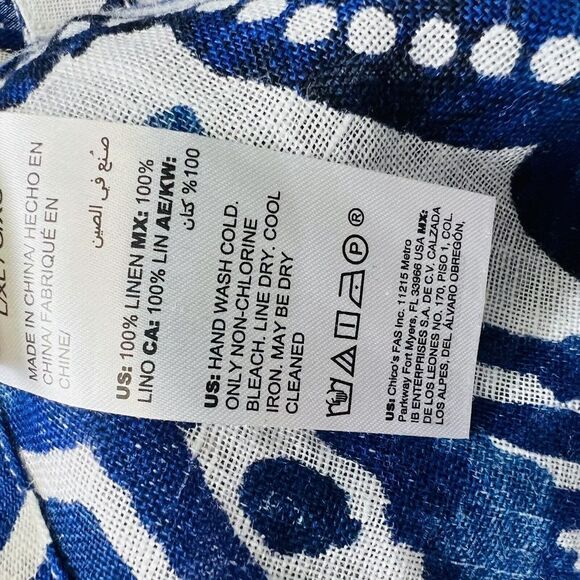 MADE IN CHINA/ HECHO EN
CHINA/ FABRIQUÉ EN
CHINE/
صُنع في الصين
US: 100% LINEN MX: 100%
LINO CA: 100% LIN AE/KW:
100% كتان
US: HAND WASH COLD.
ONLY NON-CHLORINE
BLEACH, LINE DRY, COOL
IRON. MAY BE DRY
CLEANED
P ®
US: Chico's FAS Inc. 11215 Metro
Parkway Fort Myers, FL 33966 USA MX:
IB ENTERPRISES S.A. DE C.V. CALZADA
DE LOS LEONES NO. 170, PISO 1, COL
LOS ALPES, DEL. ÁLVARO OBREGÓN,